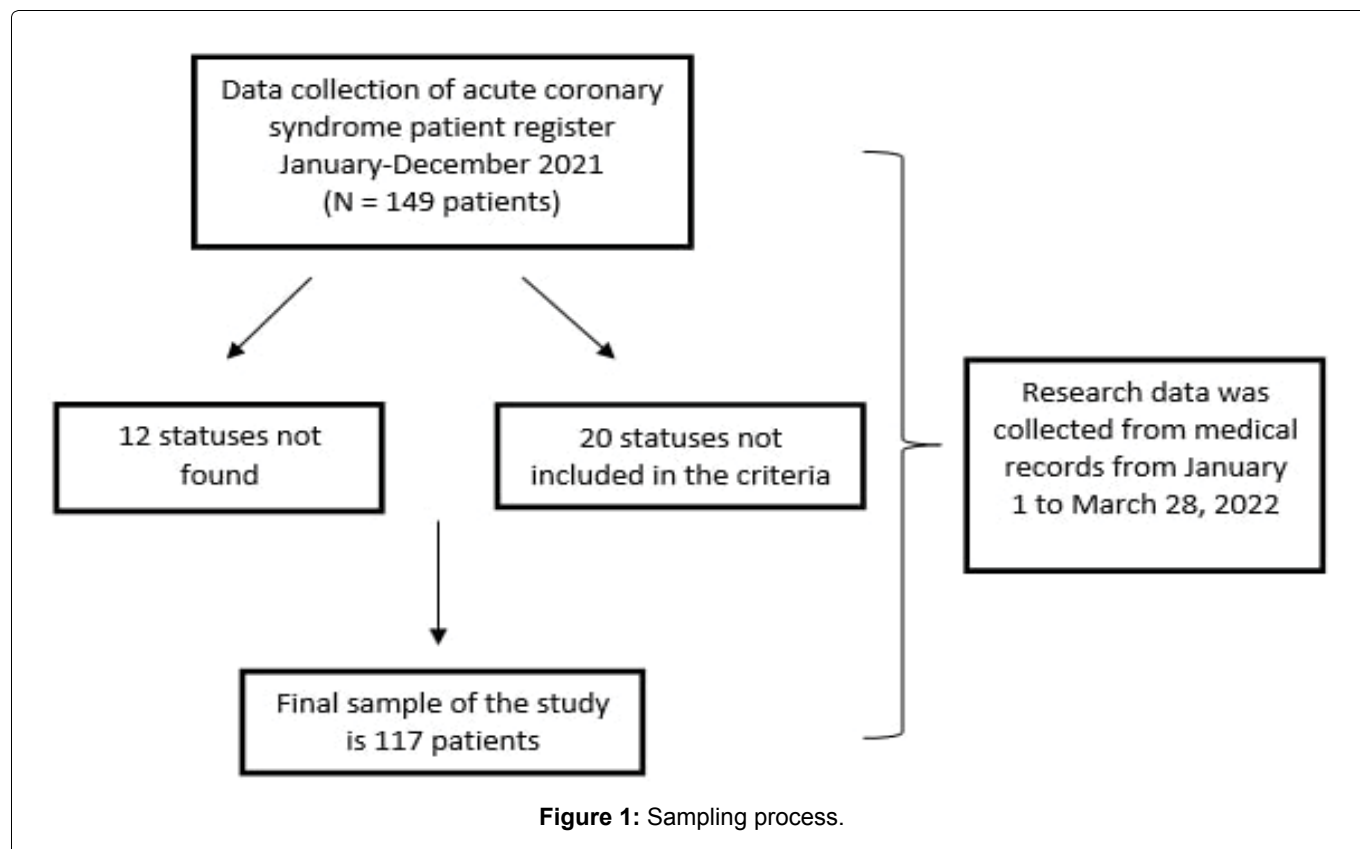 Data collection of acute coronary
syndrome patient register
January-December 2021
(N = 149 patients)
12 statuses not
found
20 statuses not
included in the criteria
Research data was
collected from medical
records from January
1 to March 28, 2022
Final sample of the study
is 117 patients
Figure 1: Sampling process.